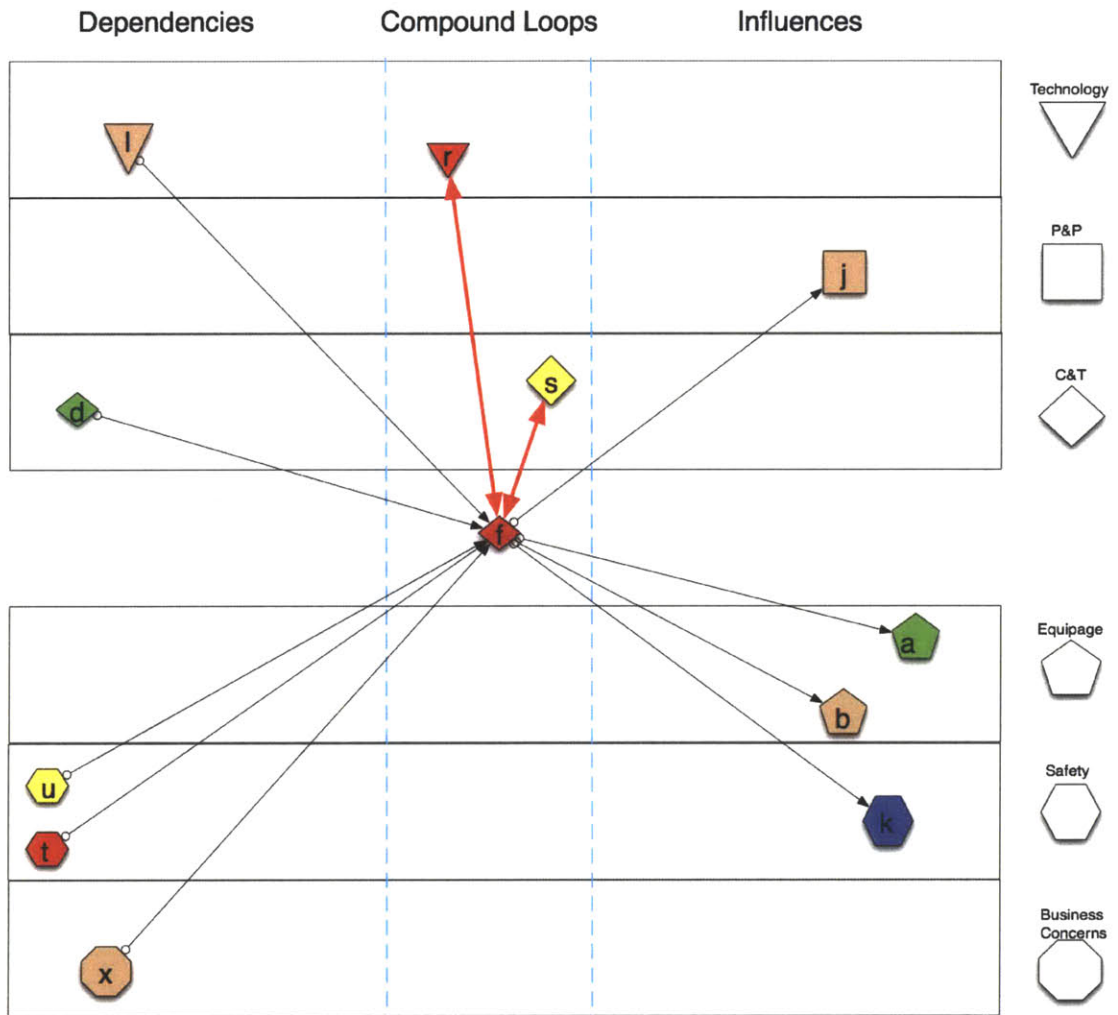 Dependencies
Compound Loops
Influences
Technology
l
r
P&P
j
C&T
s
d
f
Equipage
a
b
Safety
u
k
t
Business
Concerns
x